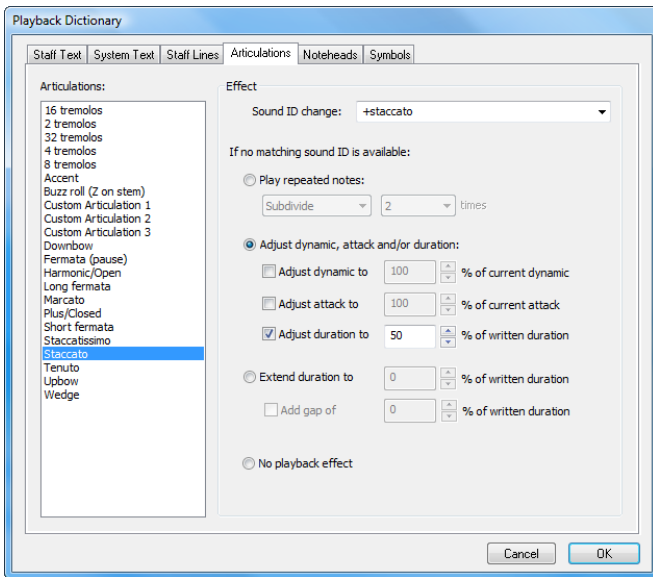 Playback Dictionary
Staff Text System Text Staff Lines Articulations Noteheads Symbols
Articulations:
16 tremolos
2 tremolos
32 tremolos
4 tremolos
8 tremolos
Accent
Buzz roll (Z on stem)
Custom Articulation 1
Custom Articulation 2
Custom Articulation 3
Downbow
Fermata (pause)
Harmonic/Open
Long fermata
Marcato
Plus/Closed
Short fermata
Staccatissimo
Staccato
Tenuto
Upbow
Wedge
Effect
Sound ID change: +staccato
If no matching sound ID is available:
Play repeated notes:
Subdivide 2 times
Adjust dynamic, attack and/or duration:
Adjust dynamic to 100 % of current dynamic
Adjust attack to 100 % of current attack
Adjust duration to 50 % of written duration
Extend duration to 0 % of written duration
Add gap of 0 % of written duration
No playback effect
Cancel OK